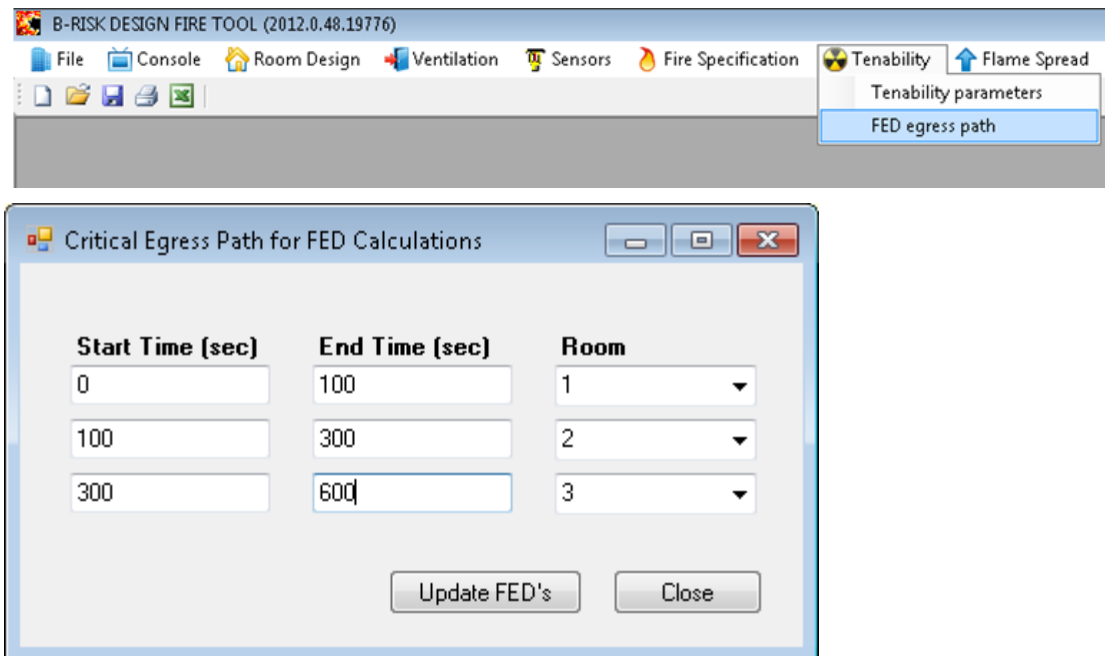 B-RISK DESIGN FIRE TOOL (2012.0.48.19776)
File Console Room Design Ventilation Sensors Fire Specification Tenability Flame Spread
Tenability parameters
FED egress path
Critical Egress Path for FED Calculations
Start Time (sec) End Time (sec) Room
0 100 1
100 300 2
300 600 3
Update FED's Close